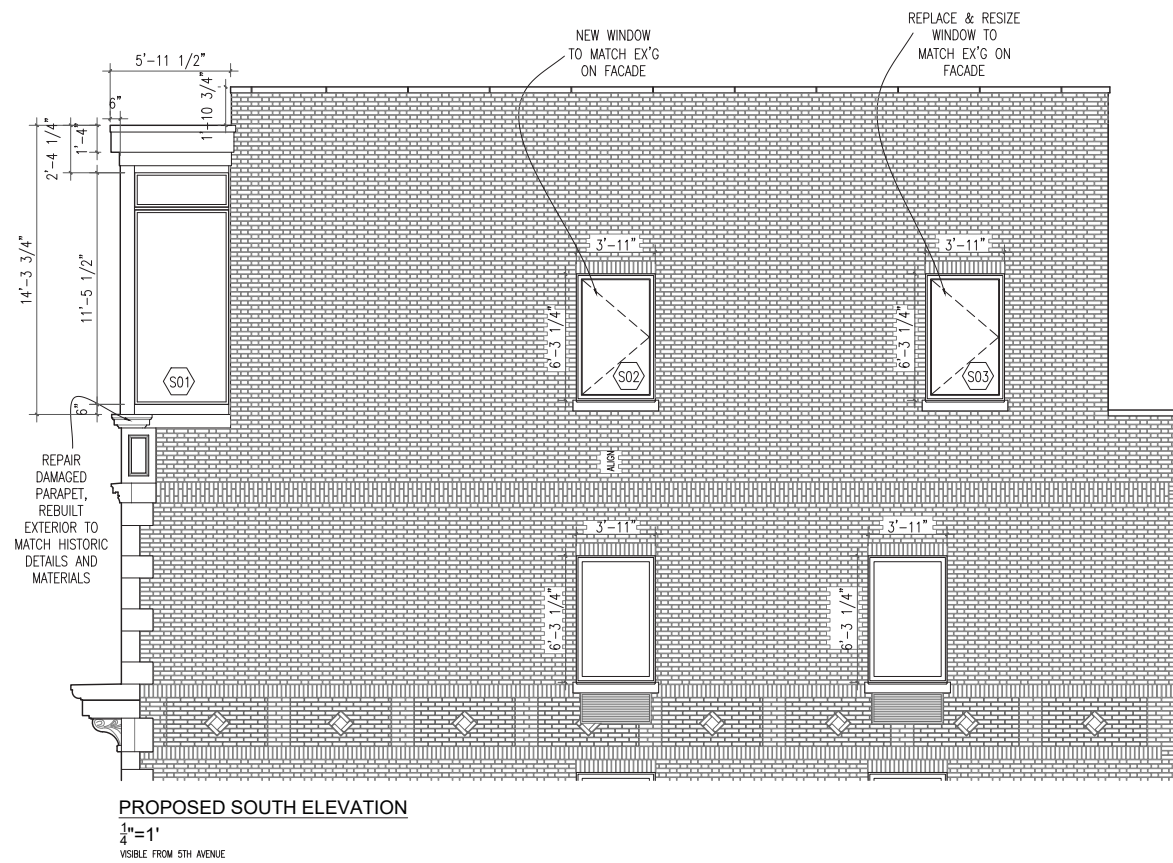 5'-11 1/2"
6"
1'-10 3/4"
NEW WINDOW
TO MATCH EX'G
ON FACADE
REPLACE & RESIZE
WINDOW TO
MATCH EX'G ON
FACADE
14'-3 3/4"
2'-4 1/4"
1'-4"
11'-5 1/2"
6"
S01
3'-11"
6'-3 1/4"
S02
3'-11"
6'-3 1/4"
S03
REPAIR
DAMAGED
PARAPET,
REBUILT
EXTERIOR TO
MATCH HISTORIC
DETAILS AND
MATERIALS
ALIGN
3'-11"
6'-3 1/4"
3'-11"
6'-3 1/4"
PROPOSED SOUTH ELEVATION
1/4"=1'
VISIBLE FROM 5TH AVENUE